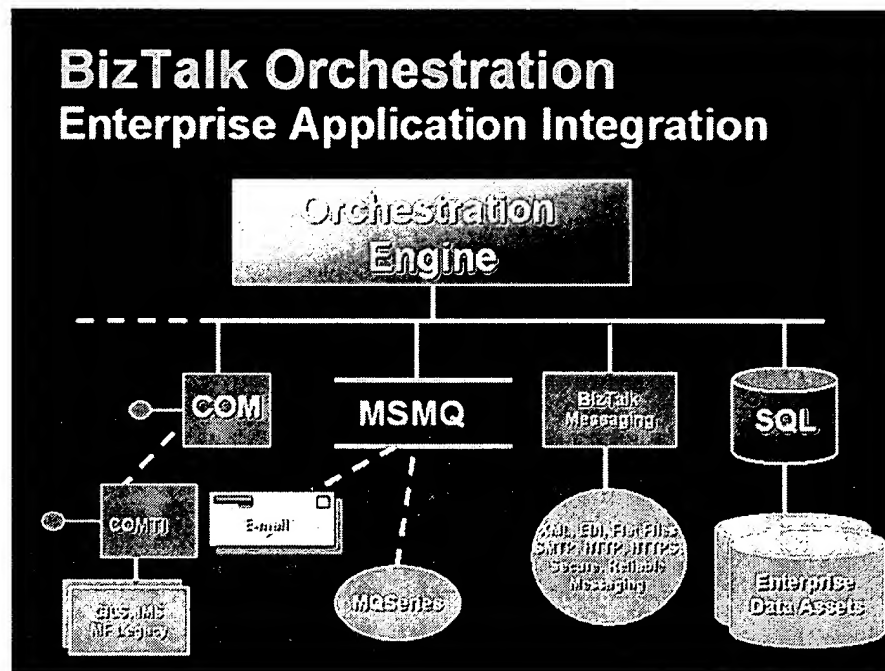 BizTalk Orchestration
Enterprise Application Integration
Orchestration
Engine
COM
MSMQ
BizTalk
Messaging
SQL
COMTI
E-mail
XML, EDI, Flat Files
SMTP, HTTP, HTTPS
Secure, Reliable
Messaging
Enterprise
Data Assets
MQSeries
IMS
MF Legacy